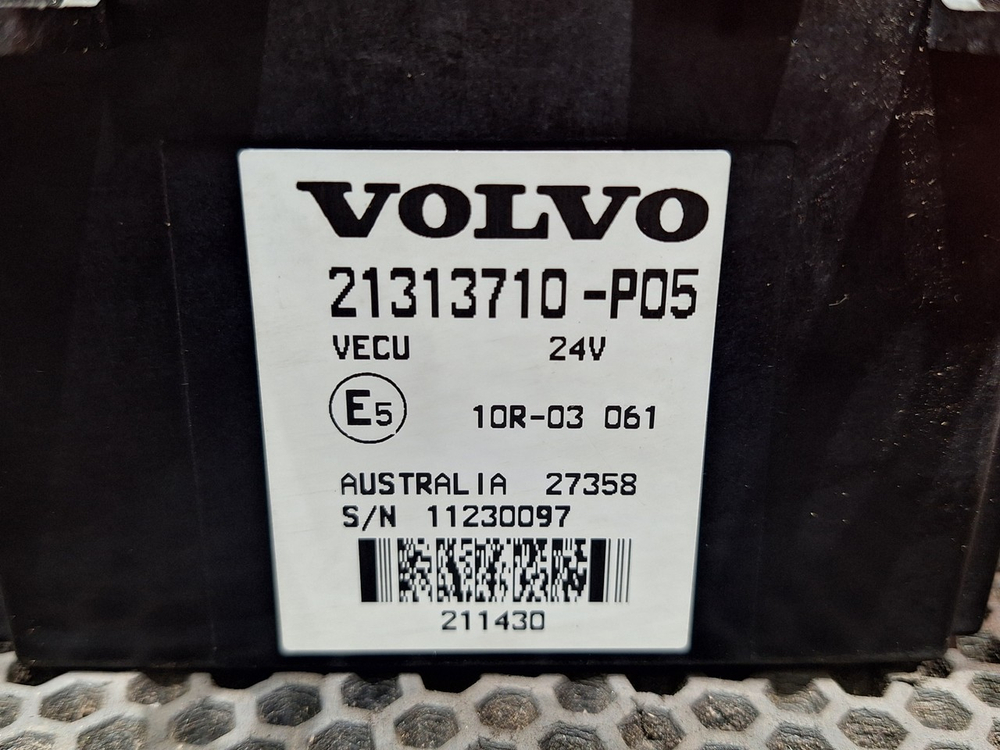 VOLVO
21313710-P05
VECU 24V
E5 10R-03 061
AUSTRALIA 27358
S/N 11230097
211430